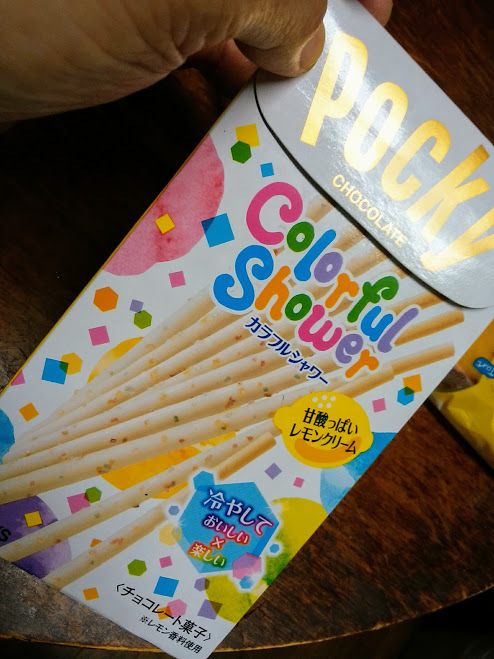 Pocky
CHOCOLATE
Colorful
Shower
カラフルシャワー
甘酸っぱい
レモンクリーム
冷やして
おいしい
×
楽しい
〈チョコレート菓子〉
※レモン香料使用